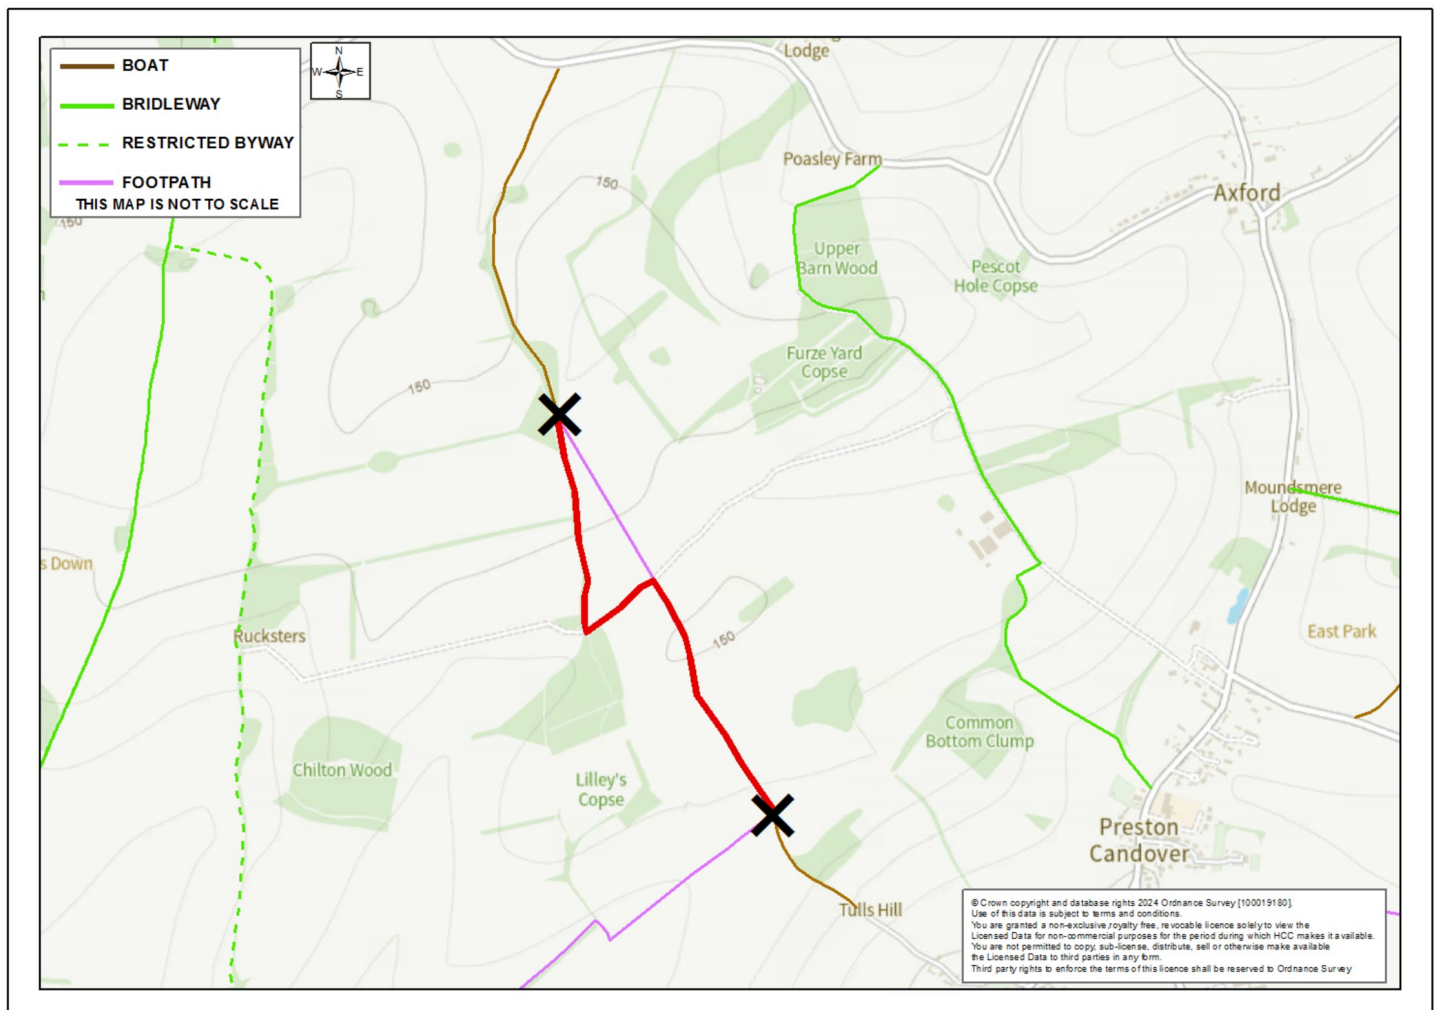 BOAT
BRIDLEWAY
RESTRICTED BYWAY
FOOTPATH
THIS MAP IS NOT TO SCALE
N
W E
S
Lodge
Poasley Farm
Axford
150
150
Upper
Barn Wood
Pescot
Hole Copse
Furze Yard
Copse
150
Moundsmere
Lodge
s Down
Rucksters
150
East Park
Common
Bottom Clump
Chilton Wood
Lilley's
Copse
Preston
Candover
Tulls Hill
© Crown copyright and database rights 2024 Ordnance Survey [100019180].
Use of this data is subject to terms and conditions.
You are granted a non-exclusive,royalty free, revocable licence solely to view the
Licensed Data for non-commercial purposes for the period during which HCC makes it available.
You are not permitted to copy, sub-license, distribute, sell or otherwise make available
the Licensed Data to third parties in any form.
Third party rights to enforce the terms of this licence shall be reserved to Ordnance Survey